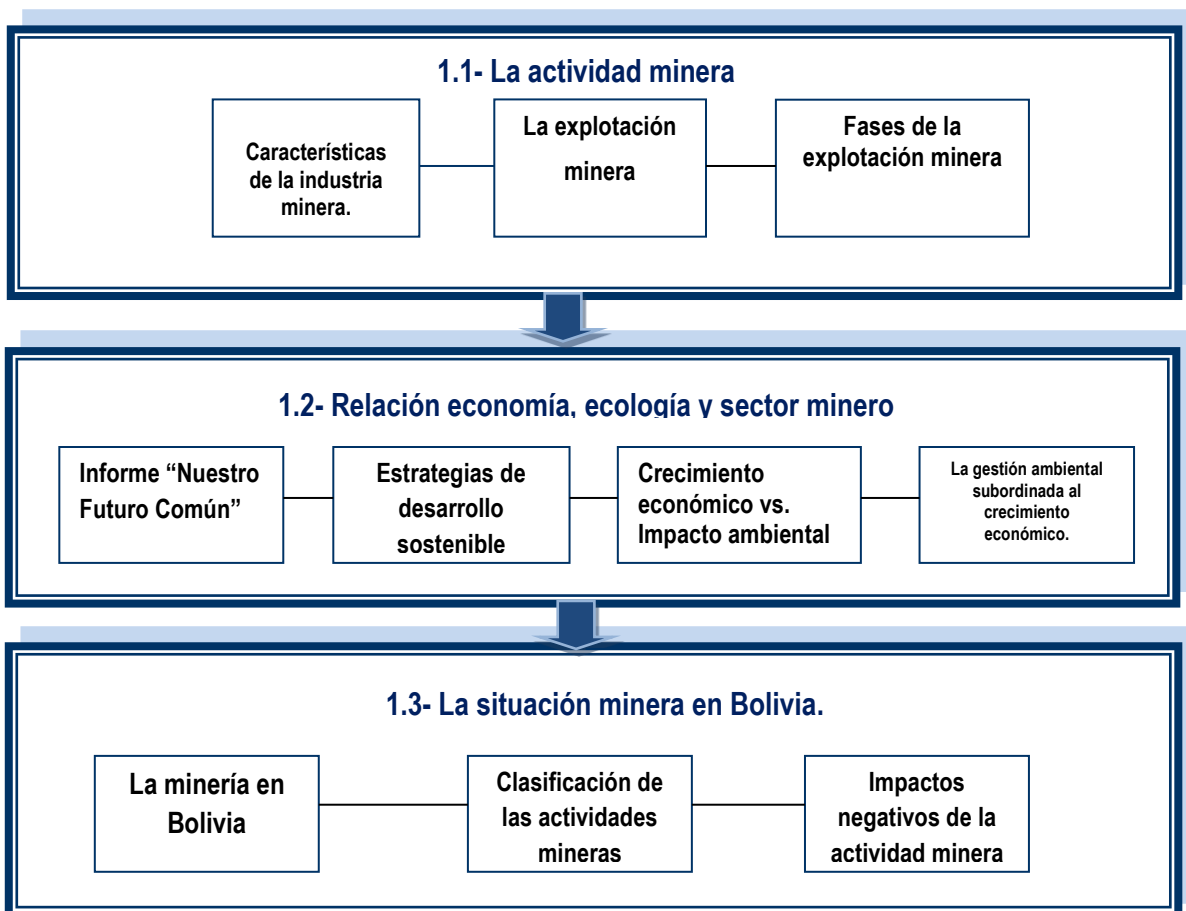 1.1- La actividad minera
Características
de la industria
minera.
La explotación
minera
Fases de la
explotación minera
1.2- Relación economía, ecología y sector minero
Informe “Nuestro
Futuro Común”
Estrategias de
desarrollo
sostenible
Crecimiento
económico vs.
Impacto ambiental
La gestión ambiental
subordinada al
crecimiento
económico.
1.3- La situación minera en Bolivia.
La minería en
Bolivia
Clasificación de
las actividades
mineras
Impactos
negativos de la
actividad minera